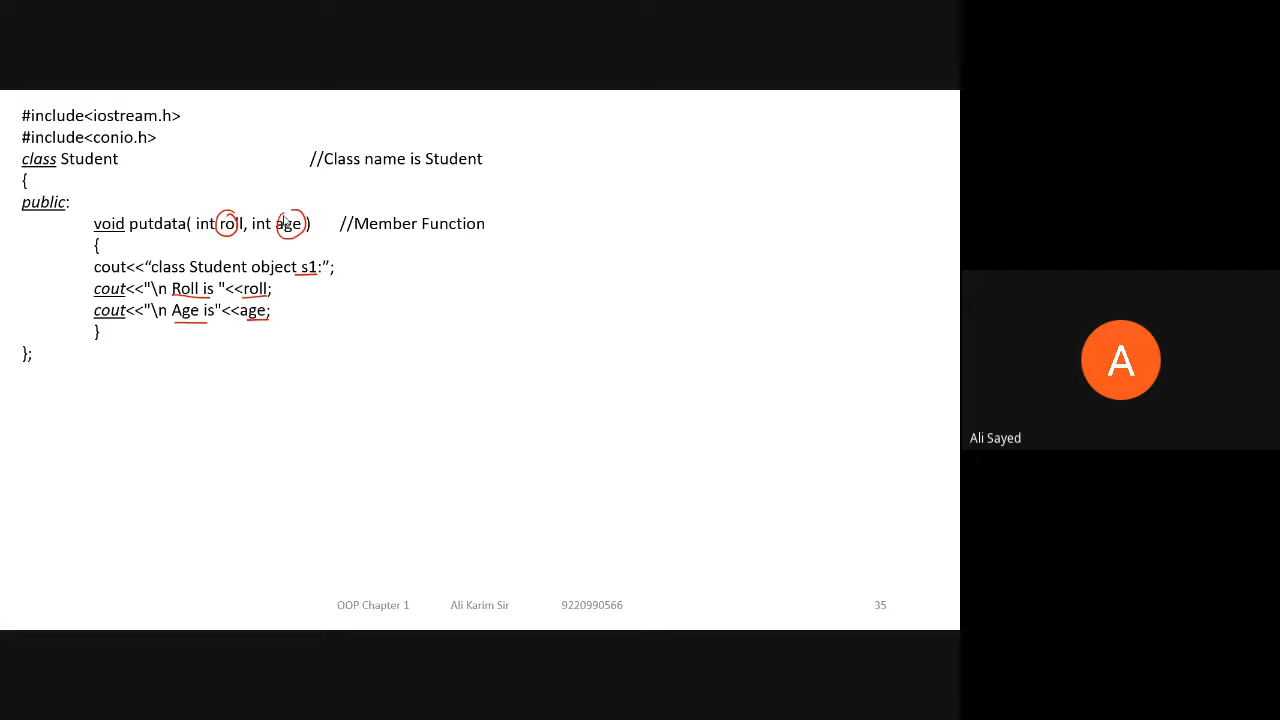 #include<iostream.h>
#include<conio.h>
class Student //Class name is Student
{
public:
void putdata( int roll, int age ) //Member Function
{
cout<<“class Student object s1:”;
cout<<"\n Roll is "<<roll;
cout<<"\n Age is"<<age;
}
};
A
Ali Sayed
OOP Chapter 1 Ali Karim Sir 9220990566 35